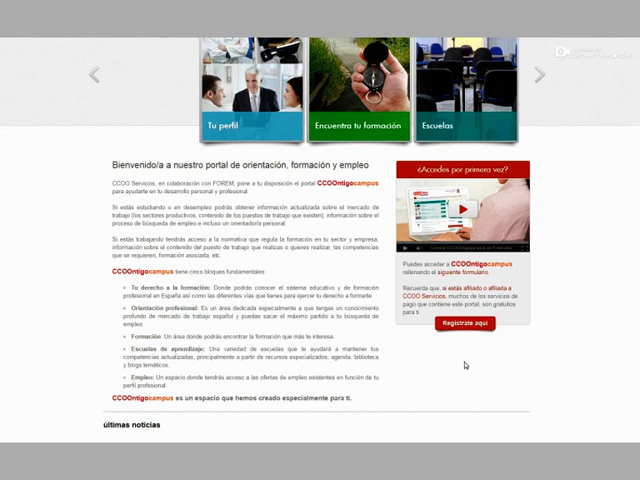 Tu perfil
Encuentra tu formación
Escuelas
Bienvenido/a a nuestro portal de orientación, formación y empleo
CCOO Servicios, en colaboración con FOREM, pone a tu disposición el portal CCOOntigocampus
para ayudarte en tu desarrollo personal y profesional.
Si estás estudiando o en desempleo podrás obtener información actualizada sobre el mercado de
trabajo (los sectores productivos, contenido de los puestos de trabajo que existen), información sobre el
proceso de búsqueda de empleo e incluso un orientador/a personal.
Si estás trabajando tendrás acceso a la normativa que regula la formación en tu sector y empresa,
información sobre el contenido del puesto de trabajo que realizas o quieres realizar, las competencias
que se requieren, formación asociada, etc.
CCOOntigocampus tiene cinco bloques fundamentales:
• Tu derecho a la formación: Donde podrás conocer el sistema educativo y de formación
profesional en España así como las diferentes vías que tienes para ejercer tu derecho a formarte.
• Orientación profesional: Es un área dedicada especialmente a que tengas un conocimiento
profundo del mercado de trabajo español y puedas sacar el máximo partido a tu búsqueda de
empleo.
• Formación: Un área donde podrás encontrar la formación que más te interesa.
• Escuelas de aprendizaje: Una variedad de escuelas que te ayudará a mantener tus
competencias actualizadas, principalmente a partir de recursos especializados, agenda, biblioteca
y blogs temáticos.
• Empleo: Un espacio donde tendrás acceso a las ofertas de empleo existentes en función de tu
perfil profesional.
CCOOntigocampus es un espacio que hemos creado especialmente para ti.
¿Accedes por primera vez?
Puedes acceder a CCOOntigocampus
rellenando el siguiente formulario.
Recuerda que, si estás afiliado o afiliada a
CCOO Servicios, muchos de los servicios de
pago que contiene este portal, son gratuitos
para ti.
Regístrate aquí
últimas noticias